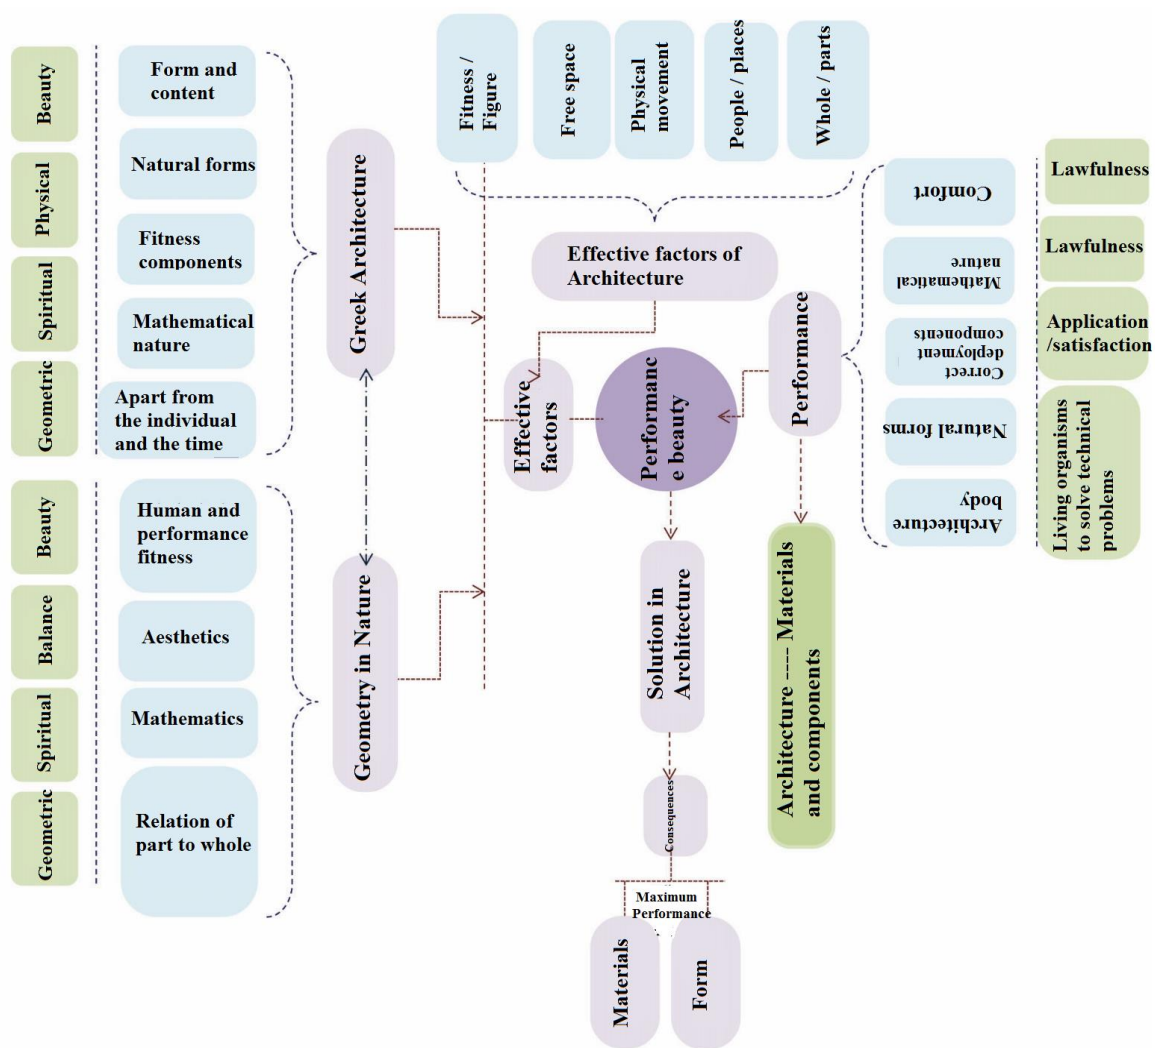 Beauty
Physical
Spiritual
Geometric
Beauty
Balance
Spiritual
Geometric
Form and
content
Natural forms
Fitness
components
Mathematical
nature
Apart from
the individual
and the time
Human and
performance
fitness
Aesthetics
Mathematics
Relation of
part to whole
Greek Architecture
Geometry in Nature
Fitness /
Figure
Free space
Physical
movement
People / places
Whole / parts
Effective factors of
Architecture
Effective
factors
Performanc
e beauty
Performance
Solution in
Architecture
Consequences
Maximum
Performance
Materials
Form
Architecture ---- Materials
and components
Comfort
Mathematical
nature
Correct
deployment
components
Natural forms
Architecture
body
Lawfulness
Lawfulness
Application
/satisfaction
Living organisms
to solve technical
problems